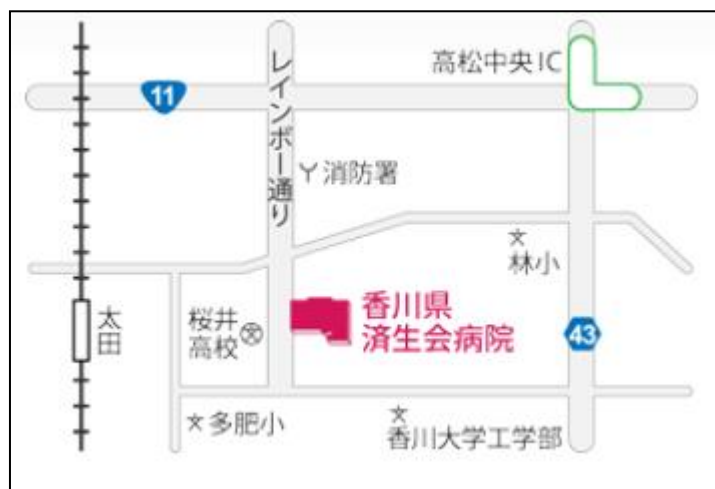 高松中央IC
11
レインボー通り
消防署
林小
香川県
済生会病院
太田
桜井
高校
43
多肥小
香川大学工学部